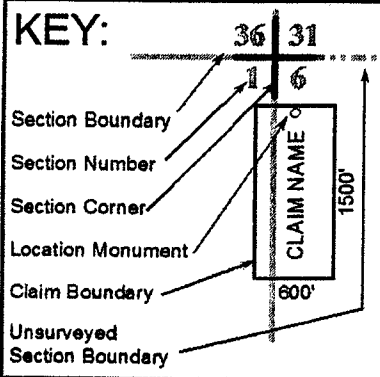 KEY:
36 31
1 6
Section Boundary
Section Number
Section Corner
Location Monument
Claim Boundary
Unsurveyed
Section Boundary
CLAIM NAME
1500'
600'